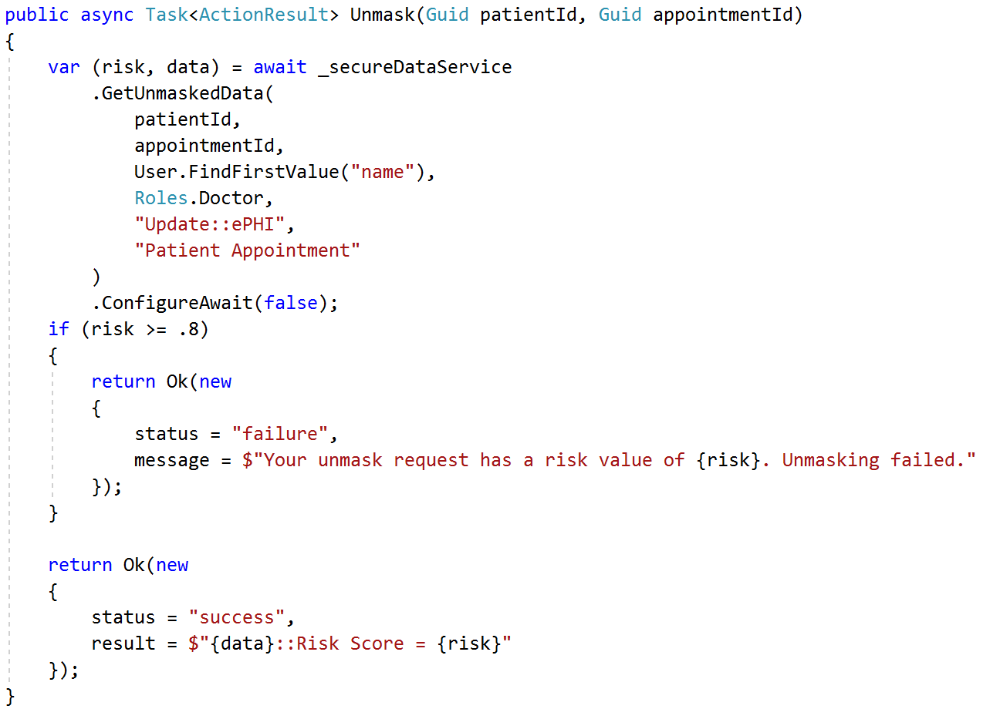 public async Task<ActionResult> Unmask(Guid patientId, Guid appointmentId)
{
    var (risk, data) = await _secureDataService
        .GetUnmaskedData(
            patientId,
            appointmentId,
            User.FindFirstValue("name"),
            Roles.Doctor,
            "Update::ePHI",
            "Patient Appointment"
        )
        .ConfigureAwait(false);
    if (risk >= .8)
    {
        return Ok(new
        {
            status = "failure",
            message = $"Your unmask request has a risk value of {risk}. Unmasking failed."
        });
    }

    return Ok(new
    {
        status = "success",
        result = $"{data}::Risk Score = {risk}"
    });
}